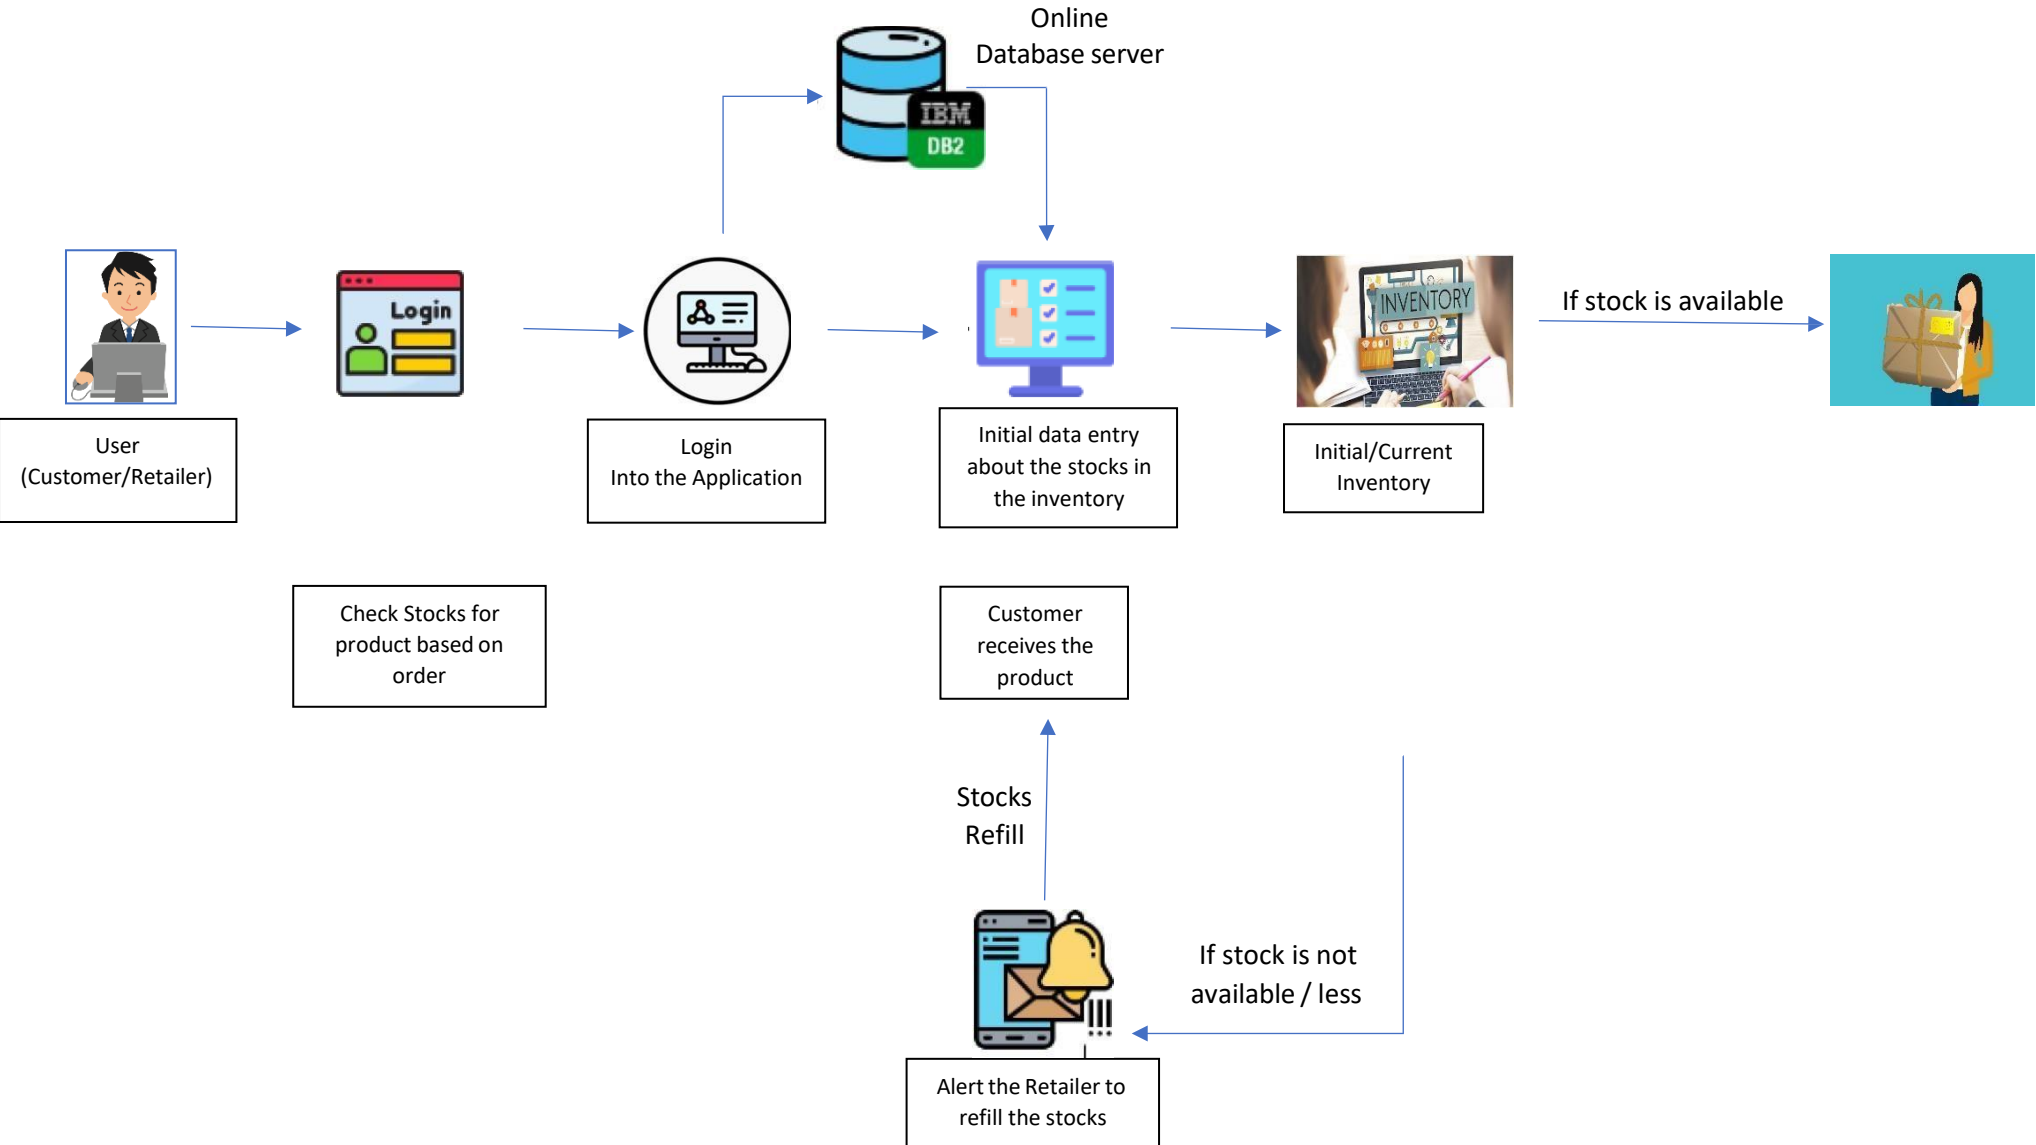 Online
Database server
IBM
DB2
Login
INVENTORY
If stock is available
User
(Customer/Retailer)
Login
Into the Application
Initial data entry
about the stocks in
the inventory
Initial/Current
Inventory
Check Stocks for
product based on
order
Customer
receives the
product
Stocks
Refill
If stock is not
available / less
Alert the Retailer to
refill the stocks